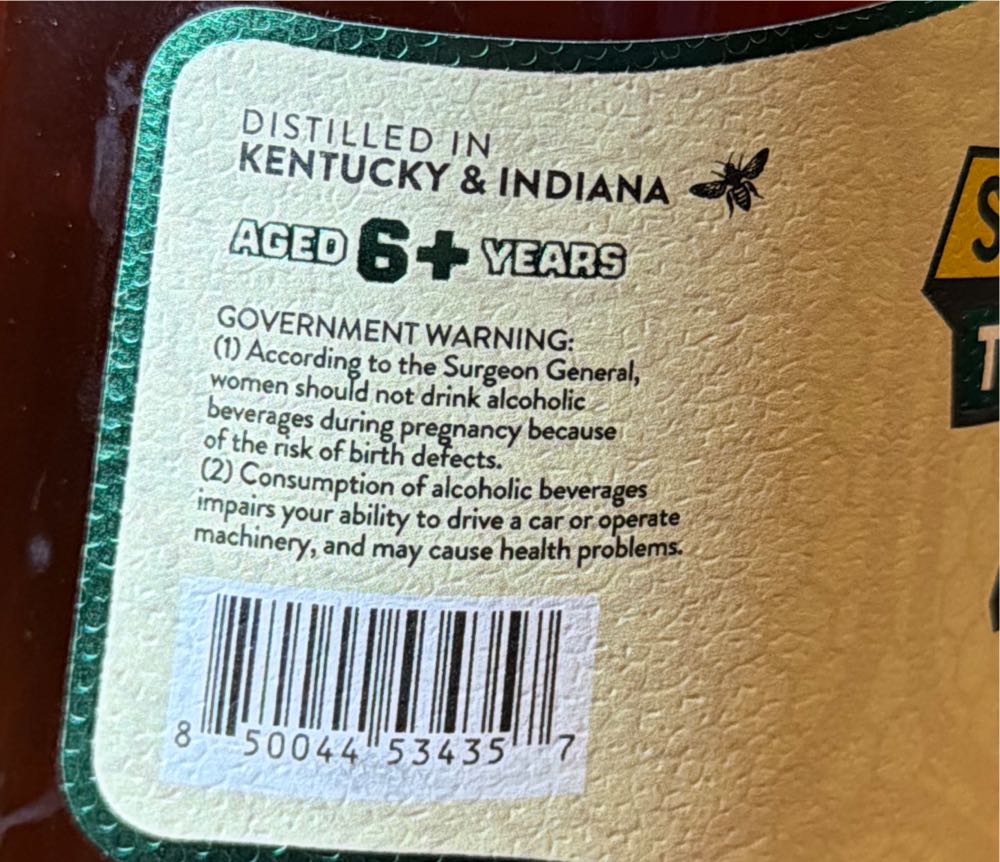 DISTILLED IN
KENTUCKY & INDIANA
AGED 6+ YEARS
GOVERNMENT WARNING:
(1) According to the Surgeon General,
women should not drink alcoholic
beverages during pregnancy because
of the risk of birth defects.
(2) Consumption of alcoholic beverages
impairs your ability to drive a car or operate
machinery, and may cause health problems.
8 50044 53435 7